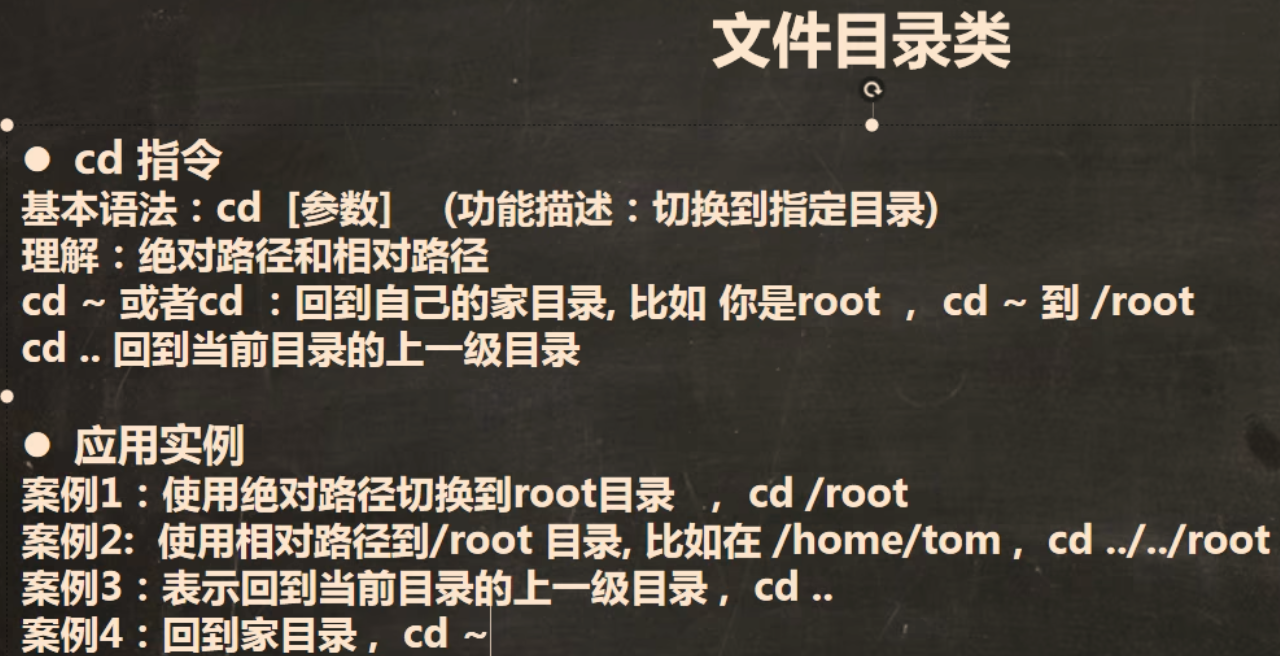 文件目录类
● cd 指令
基本语法：cd [参数] (功能描述：切换到指定目录)
理解：绝对路径和相对路径
cd ~ 或者cd ：回到自己的家目录, 比如 你是root ， cd ~ 到 /root
cd .. 回到当前目录的上一级目录
● 应用实例
案例1：使用绝对路径切换到root目录 ， cd /root
案例2: 使用相对路径到/root 目录, 比如在 /home/tom , cd ../../root
案例3：表示回到当前目录的上一级目录 , cd ..
案例4：回到家目录 , cd ~